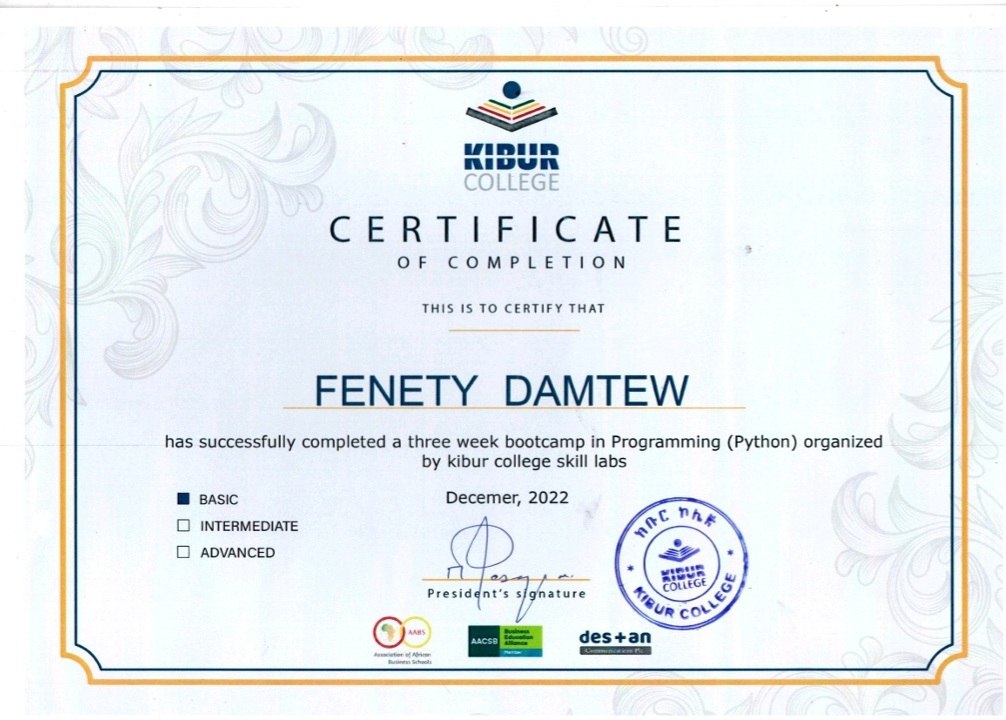 KIBUR
COLLEGE
CERTIFICATE
OF COMPLETION
THIS IS TO CERTIFY THAT
FENETY DAMTEW
has successfully completed a three week bootcamp in Programming (Python) organized
by kibur college skill labs
BASIC
INTERMEDIATE
ADVANCED
Decemer, 2022
President's signature
ክቡር ኮሌጅ
KIBUR
COLLEGE
KIBUR COLLEGE
AABS
Association of African
Business Schools
AACSB
Business
Education
Alliance
Member
des+an
Communication Plc